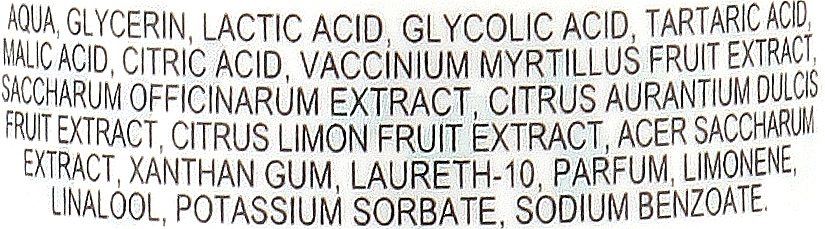 AQUA, GLYCERIN, LACTIC ACID, GLYCOLIC ACID, TARTARIC ACID,
MALIC ACID, CITRIC ACID, VACCINIUM MYRTILLUS FRUIT EXTRACT,
SACCHARUM OFFICINARUM EXTRACT, CITRUS AURANTIUM DULCIS
FRUIT EXTRACT, CITRUS LIMON FRUIT EXTRACT, ACER SACCHARUM
EXTRACT, XANTHAN GUM, LAURETH-10, PARFUM, LIMONENE,
LINALOOL, POTASSIUM SORBATE, SODIUM BENZOATE.